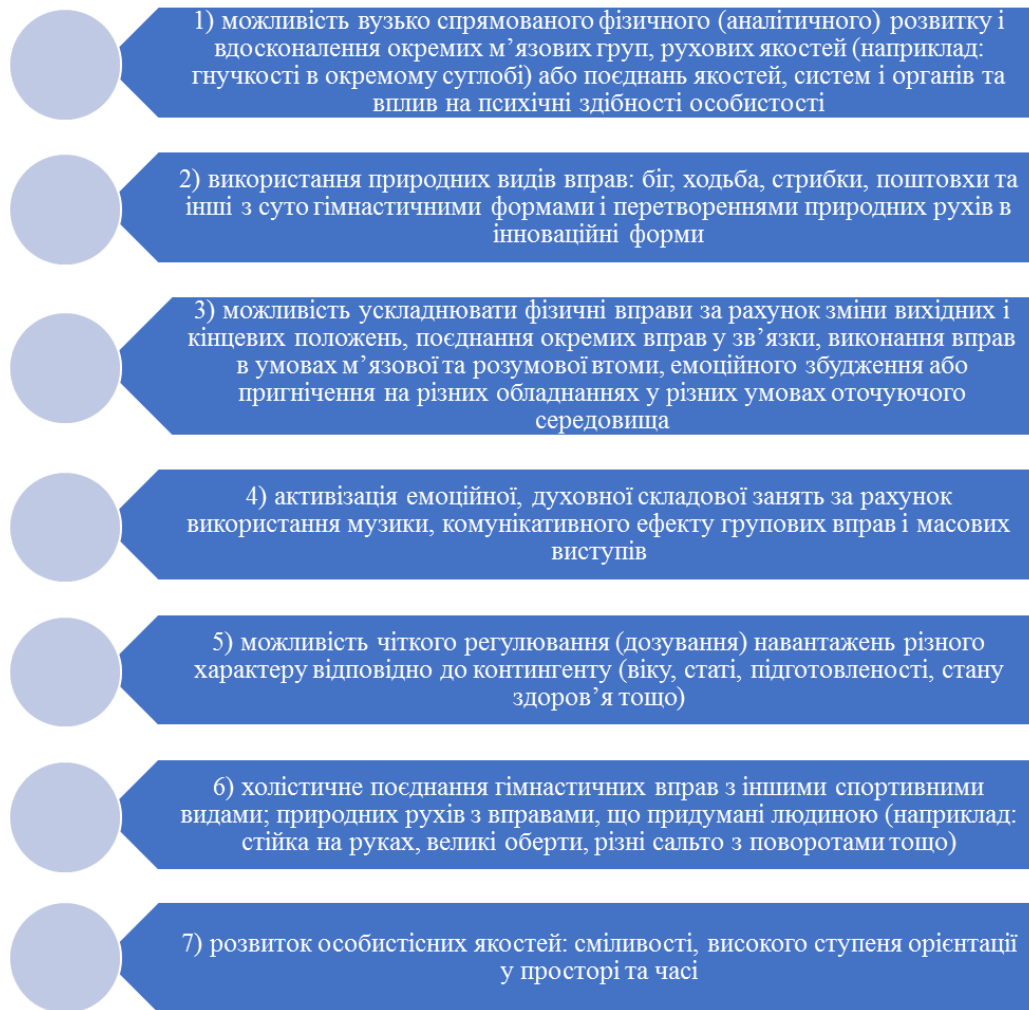 1) можливість вузько спрямованого фізичного (аналітичного) розвитку і
вдосконалення окремих м’язових груп, рухових якостей (наприклад:
гнучкості в окремому суглобі) або поєднань якостей, систем і органів та
вплив на психічні здібності особистості
2) використання природних видів вправ: біг, ходьба, стрибки, поштовхи та
інші з суто гімнастичними формами і перетвореннями природних рухів в
інноваційні форми
3) можливість ускладнювати фізичні вправи за рахунок зміни вихідних і
кінцевих положень, поєднання окремих вправ у зв’язки, виконання вправ
в умовах м’язової та розумової втоми, емоційного збудження або
пригнічення на різних обладнаннях у різних умовах оточуючого
середовища
4) активізація емоційної, духовної складової занять за рахунок
використання музики, комунікативного ефекту групових вправ і масових
виступів
5) можливість чіткого регулювання (дозування) навантажень різного
характеру відповідно до контингенту (віку, статі, підготовленості, стану
здоров’я тощо)
6) холістичне поєднання гімнастичних вправ з іншими спортивними
видами; природних рухів з вправами, що придумані людиною (наприклад:
стійка на руках, великі оберти, різні сальто з поворотами тощо)
7) розвиток особистісних якостей: сміливості, високого ступеня орієнтації
у просторі та часі